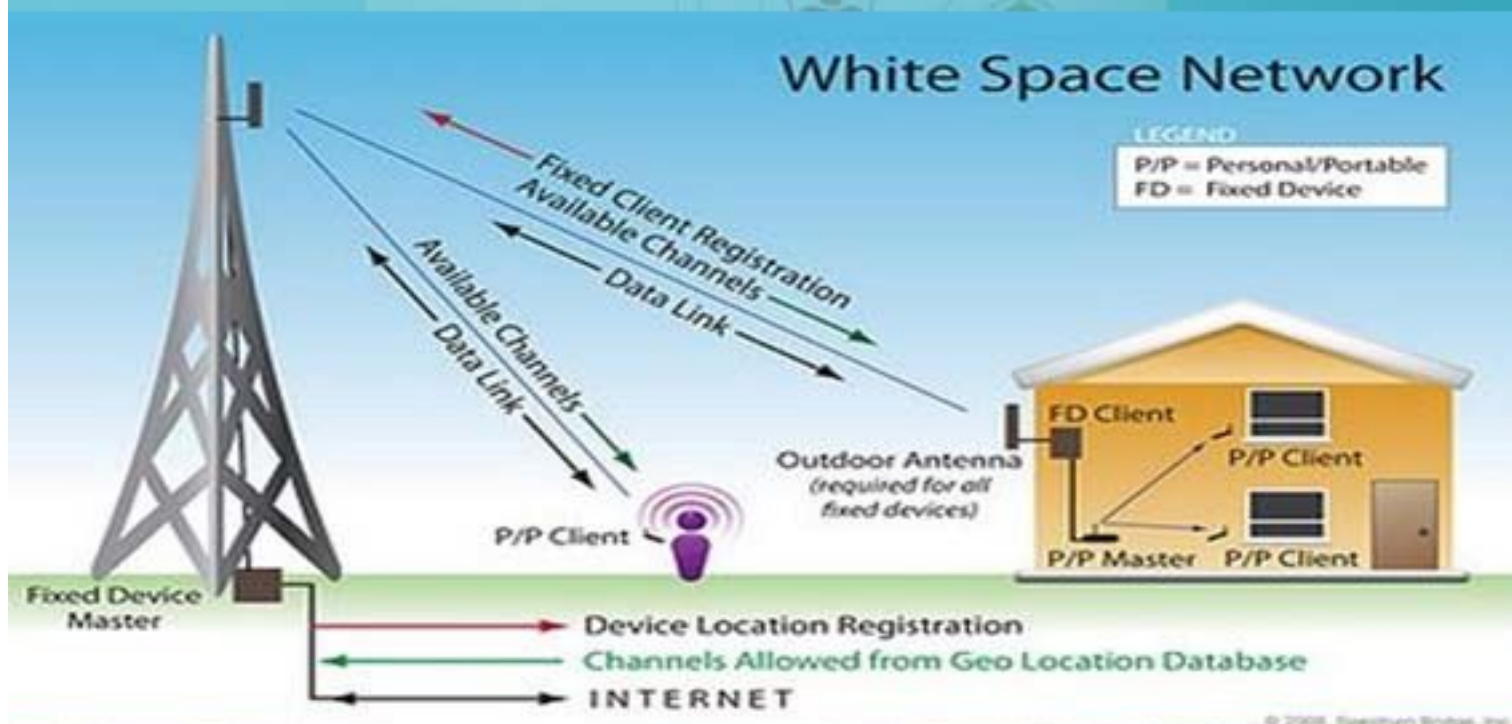 White Space Network
LEGEND
P/P = Personal/Portable
FD = Fixed Device
Fixed Client Registration
Available Channels
Data Link
Available Channels
Data Link
FD Client
Outdoor Antenna
(required for all
fixed devices)
P/P Client
P/P Client
P/P Master
P/P Client
Fixed Device
Master
Device Location Registration
Channels Allowed from Geo Location Database
INTERNET